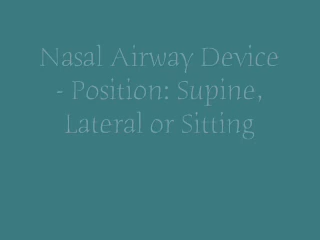 Nasal Airway Device
- Position: Supine,
Lateral or Sitting